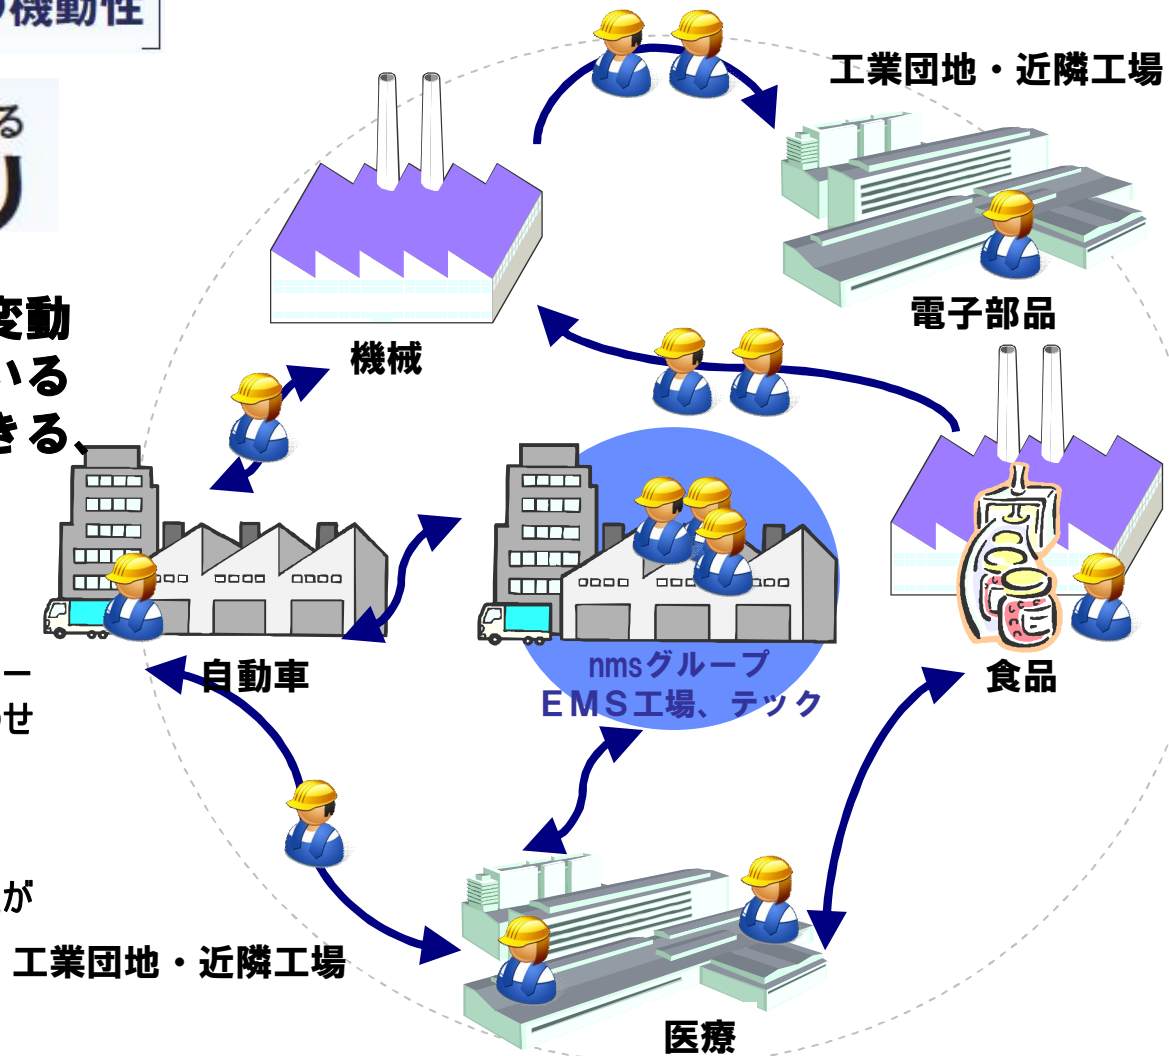 機動性
る
り
工業団地・近隣工場
電子部品
変動
機械
いる
きる、
自動車
nmsグループ
EMS工場、テック
食品
ー
せ
が
工業団地・近隣工場
医療